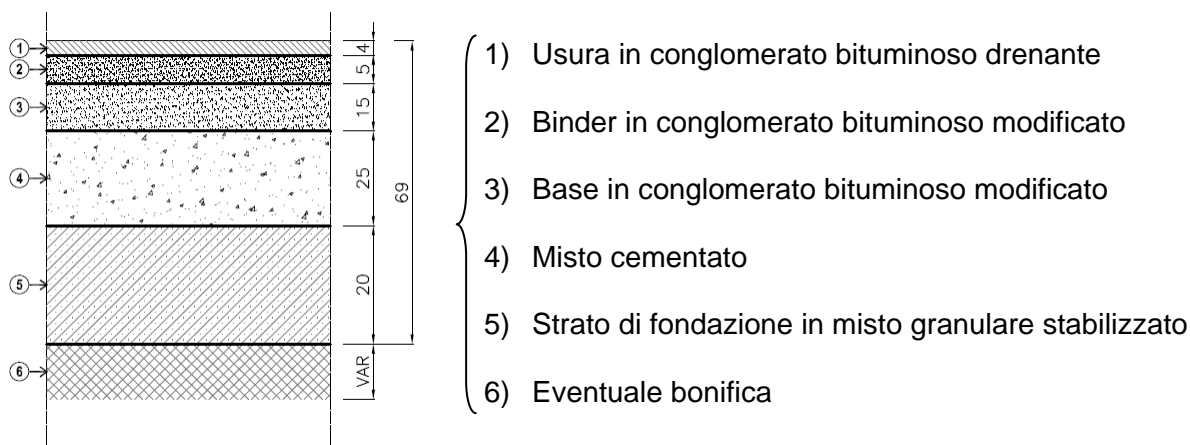 1
2
3
4
5
6
4
5
15
25
20
VAR
69
1) Usura in conglomerato bituminoso drenante
2) Binder in conglomerato bituminoso modificato
3) Base in conglomerato bituminoso modificato
4) Misto cementato
5) Strato di fondazione in misto granulare stabilizzato
6) Eventuale bonifica